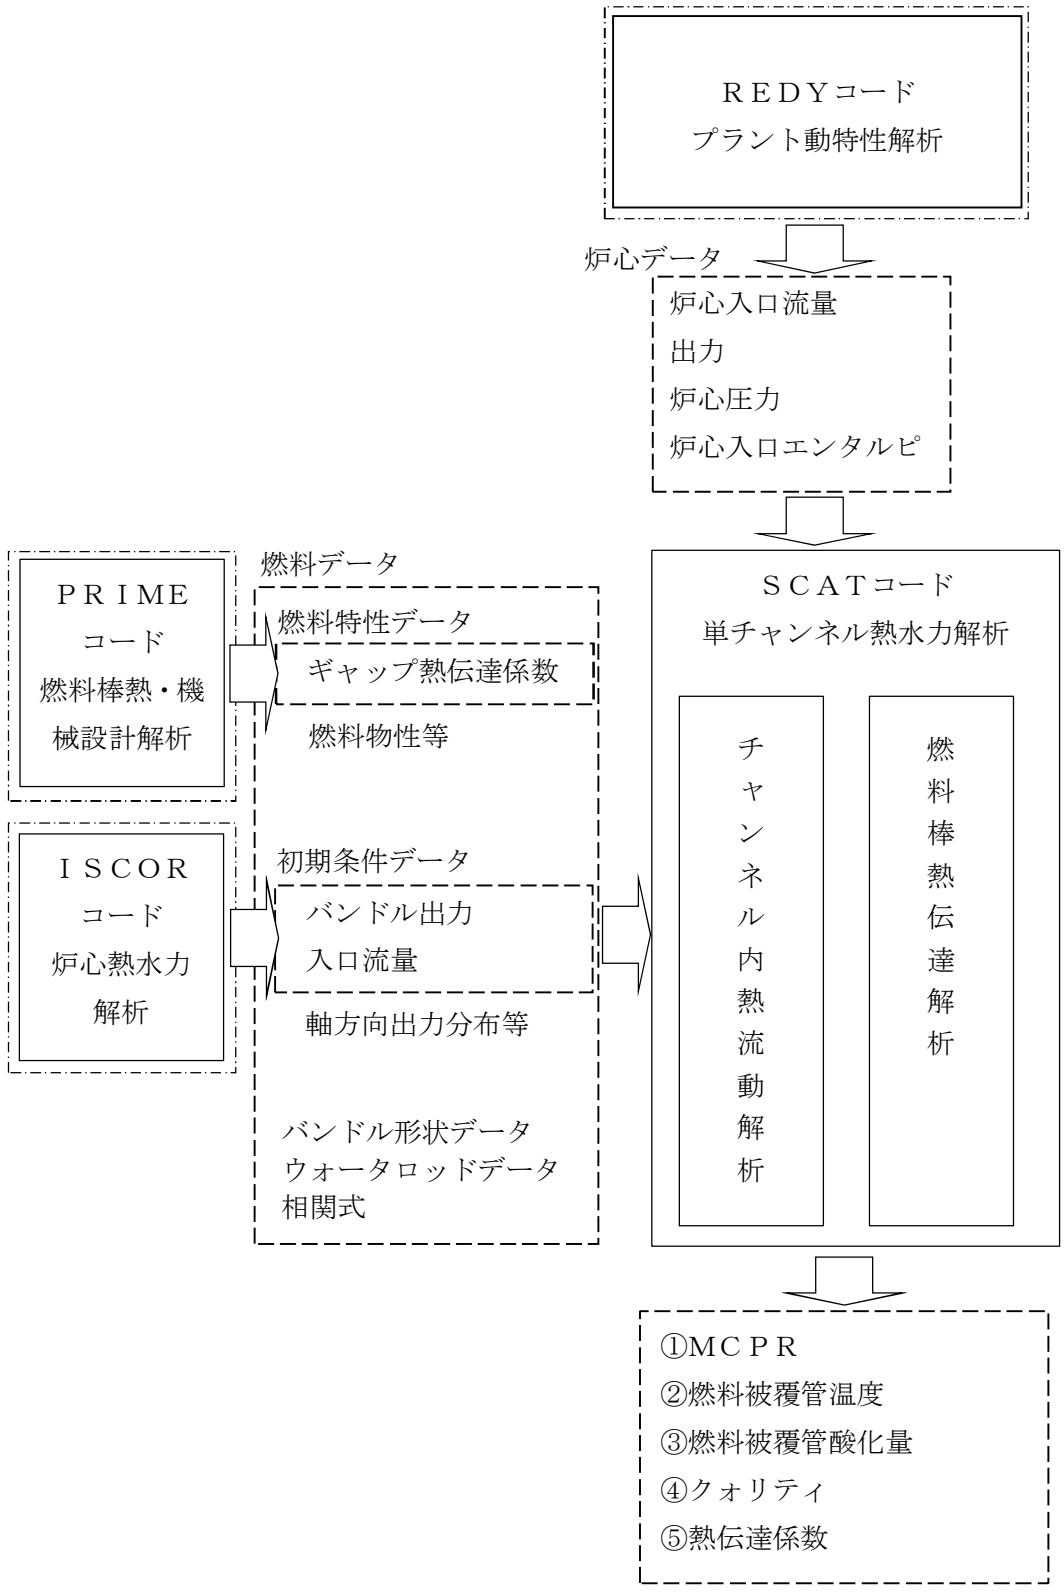 ＲＥＤＹコード
プラント動特性解析
炉心データ
炉心入口流量
出力
炉心圧力
炉心入口エンタルピ
ＰＲＩＭＥ
コード
燃料棒熱・機
械設計解析
ＩＳＣＯＲ
コード
炉心熱水力
解析
燃料データ
燃料特性データ
ギャップ熱伝達係数
燃料物性等
初期条件データ
バンドル出力
入口流量
軸方向出力分布等
バンドル形状データ
ウォータロッドデータ
相関式
ＳＣＡＴコード
単チャンネル熱水力解析
チャンネル内熱流動解析
燃料棒熱伝達解析
①ＭＣＰＲ
②燃料被覆管温度
③燃料被覆管酸化量
④クォリティ
⑤熱伝達係数